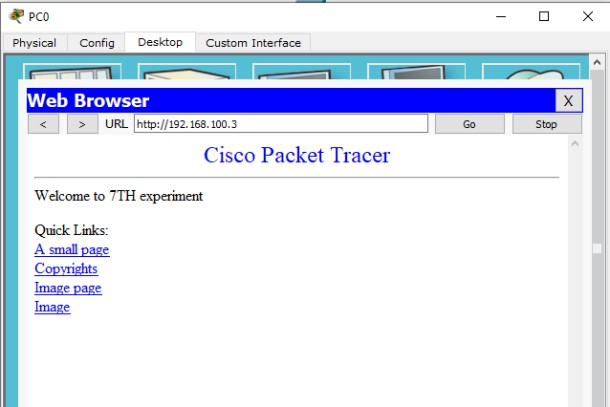 PC0
Physical Config Desktop Custom Interface
Web Browser X
< > URL http://192.168.100.3 Go Stop
Cisco Packet Tracer
Welcome to 7TH experiment
Quick Links:
A small page
Copyrights
Image page
Image